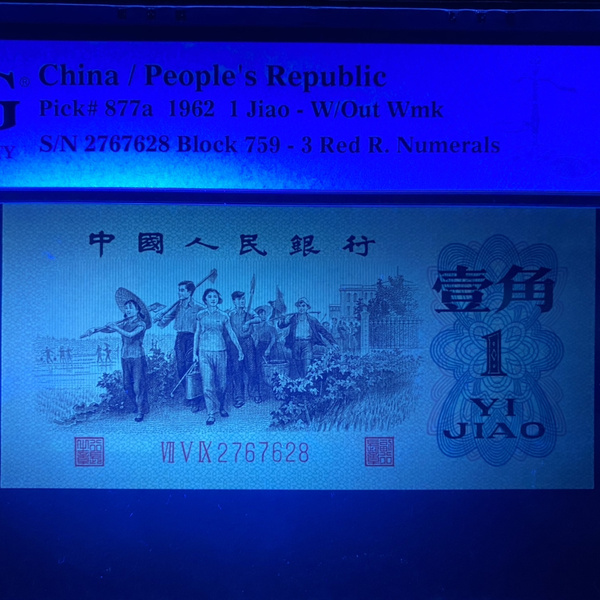 China / People's Republic
Pick# 877a 1962 1 Jiao - W/Out Wmk
S/N 2767628 Block 759 - 3 Red R. Numerals
中國人民銀行
壹角
1
YI
JIAO
Ⅶ Ⅴ Ⅸ 2767628